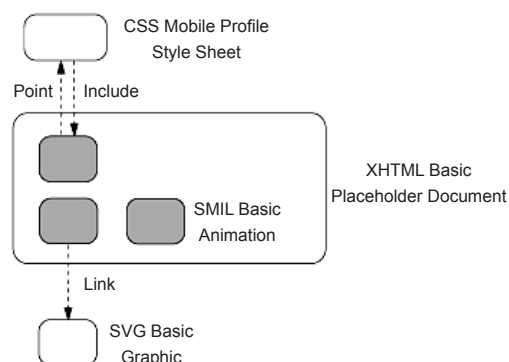 CSS Mobile Profile
Style Sheet
Point
Include
XHTML Basic
Placeholder Document
SMIL Basic
Animation
Link
SVG Basic
Graphic